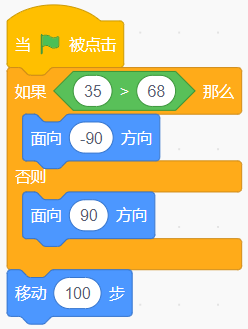 当 被点击
如果 35 > 68 那么
面向 -90 方向
否则
面向 90 方向
移动 100 步